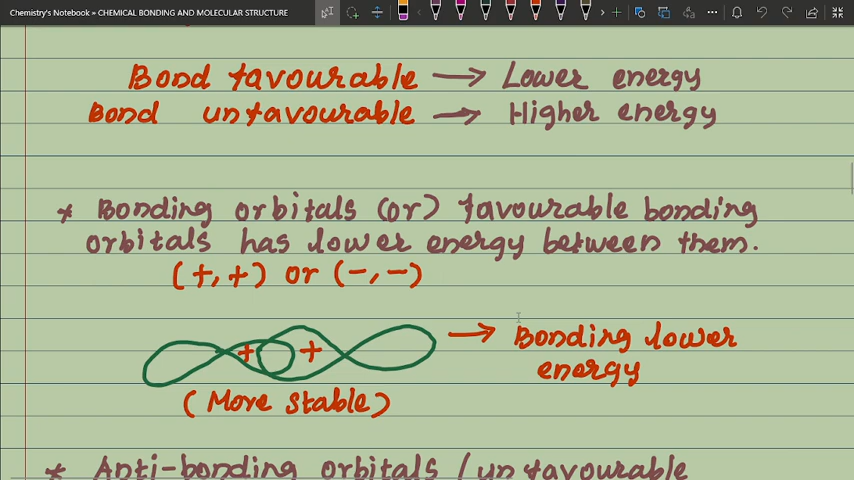 Chemistry's Notebook » CHEMICAL BONDING AND MOLECULAR STRUCTURE
Bond favourable → Lower energy
Bond unfavourable → Higher energy
* Bonding orbitals (or) favourable bonding
orbitals has lower energy between them.
(+,+) or (-,-)
+ + → Bonding lower
energy
(More stable)
* Anti-bonding orbitals / unfavourable